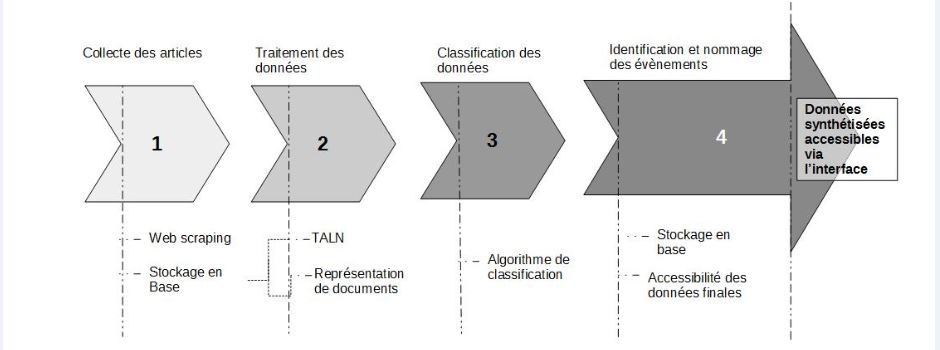 Collecte des articles
1
Web scraping
Stockage en
Base
Traitement des
données
2
TALN
Représentation
de documents
Classification des
données
3
Algorithme de
classification
Identification et nommage
des évènements
4
Stockage en
base
Accessibilité des
données finales
Données
synthétisées
accessibles
via
l'interface